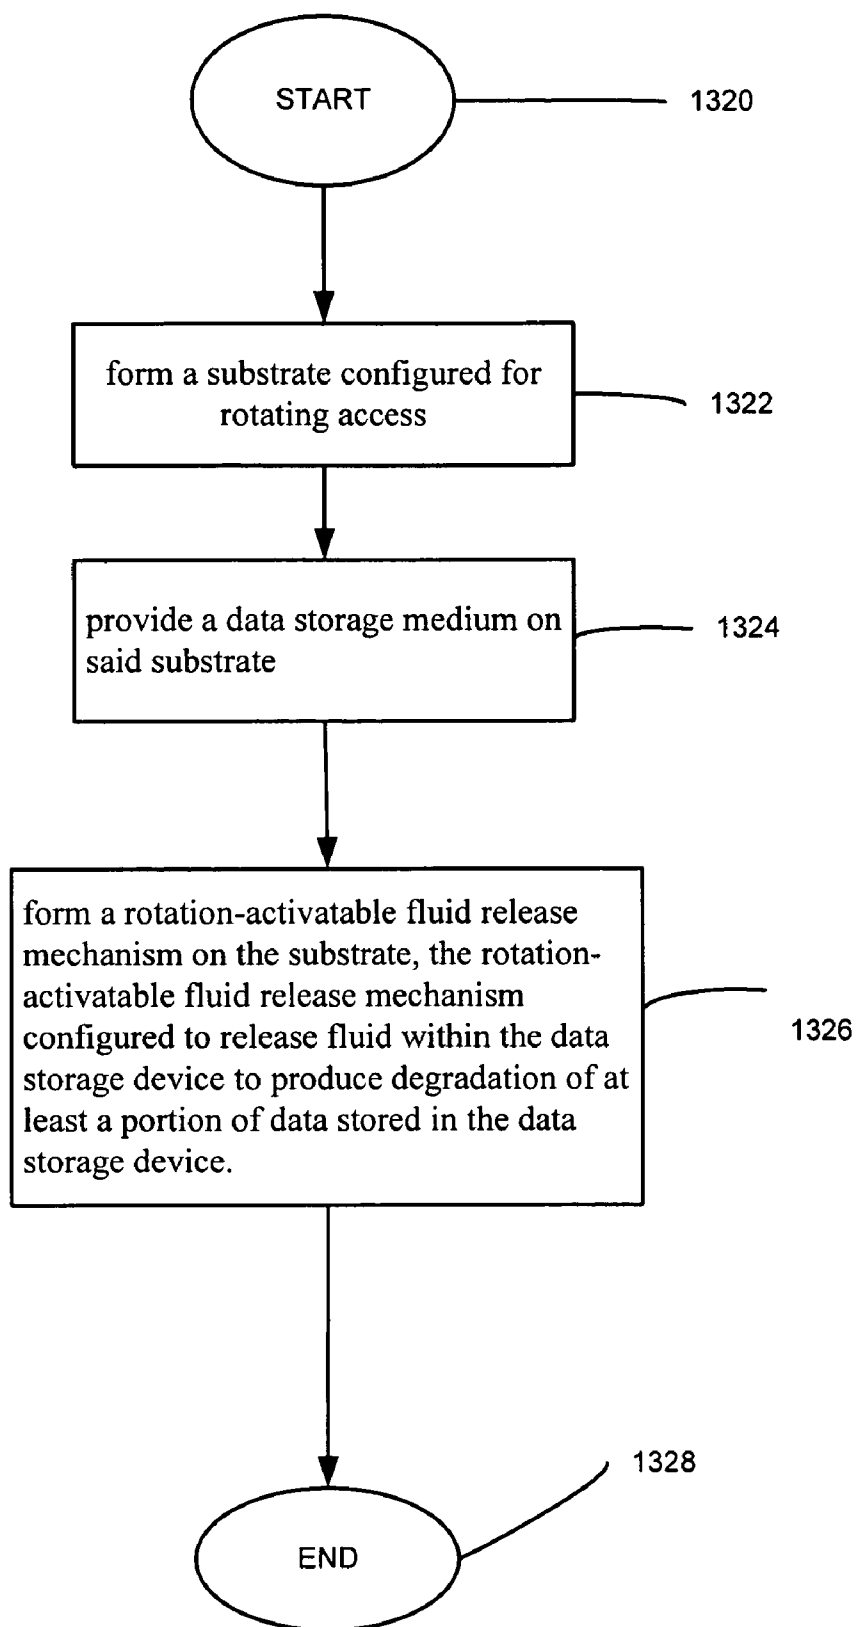 START
1320
form a substrate configured for
rotating access
1322
provide a data storage medium on
said substrate
1324
form a rotation-activatable fluid release
mechanism on the substrate, the rotation-
activatable fluid release mechanism
configured to release fluid within the data
storage device to produce degradation of at
least a portion of data stored in the data
storage device.
1326
1328
END